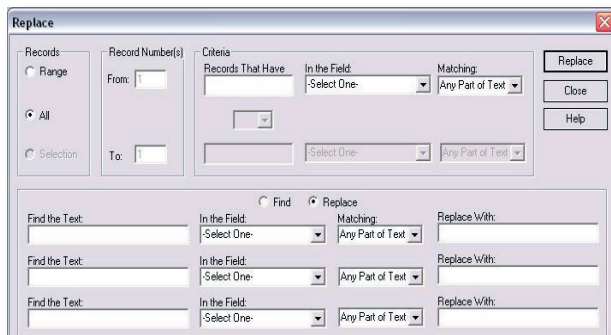 Replace
Records
Range
All
Selection
Record Number(s)
From: 1
To: 1
Criteria
Records That Have
In the Field:
-Select One-
Matching:
Any Part of Text
-Select One-
Any Part of Text
Replace
Close
Help
Find
Replace
Find the Text:
In the Field:
-Select One-
Matching:
Any Part of Text
Replace With:
Find the Text:
In the Field:
-Select One-
Any Part of Text
Replace With:
Find the Text:
In the Field:
-Select One-
Any Part of Text
Replace With: